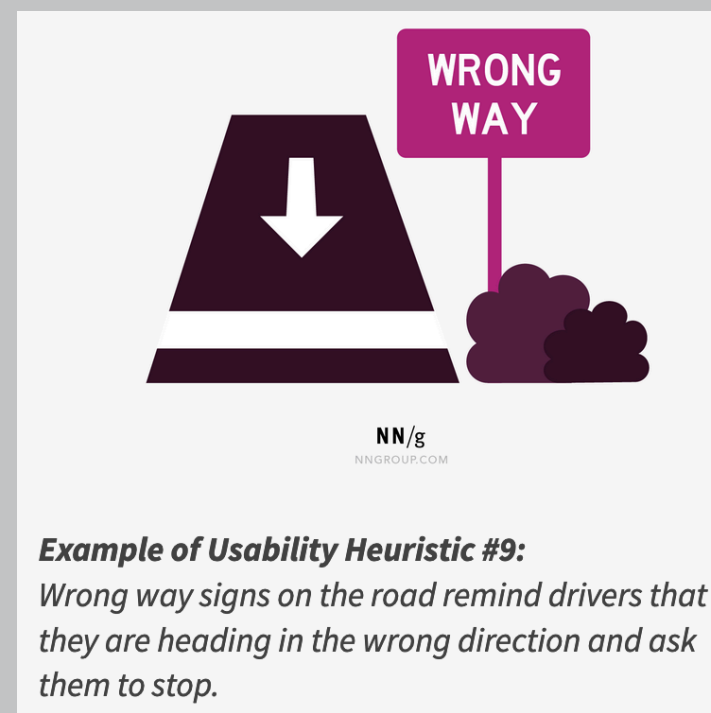 WRONG
WAY
NN/g
NNGROUP.COM
Example of Usability Heuristic #9:
Wrong way signs on the road remind drivers that
they are heading in the wrong direction and ask
them to stop.